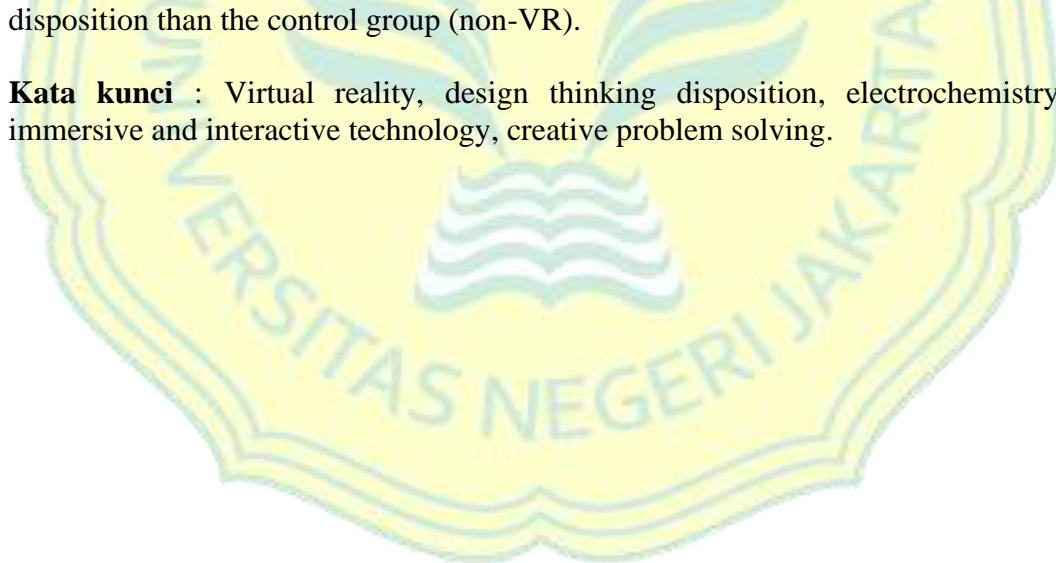 disposition than the control group (non-VR).
Kata kunci : Virtual reality, design thinking disposition, electrochemistry
immersive and interactive technology, creative problem solving.
VERSITAS NEGERI JAKARTA